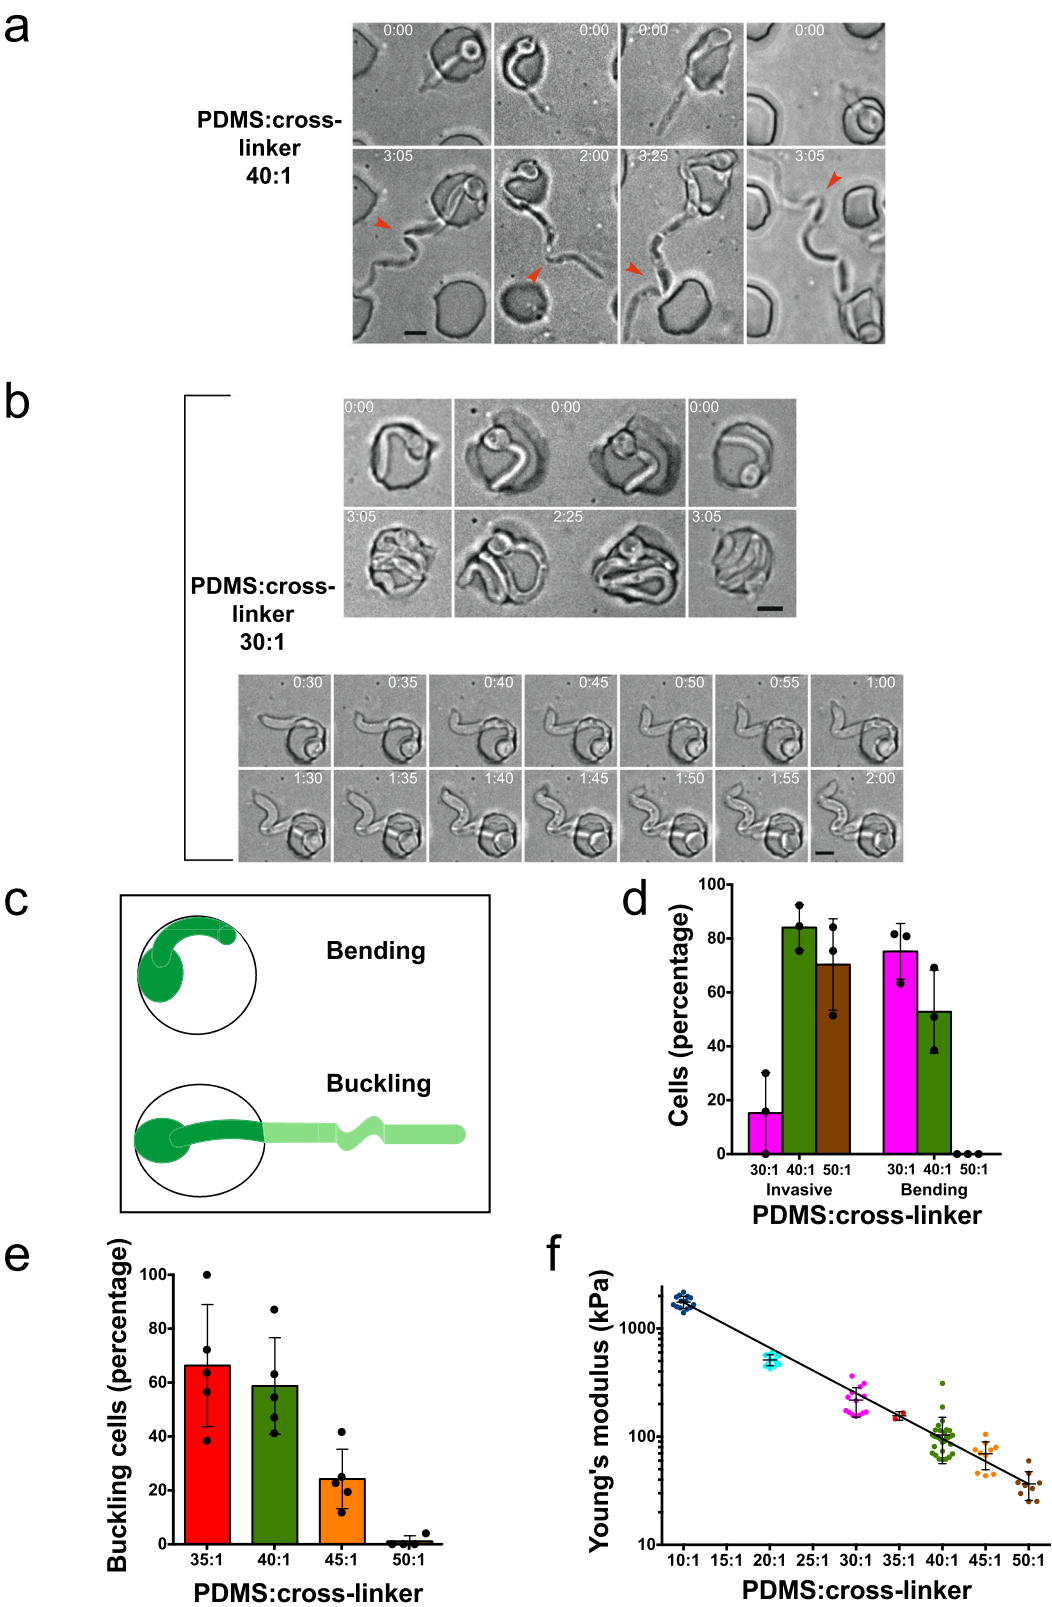 a
0:00 0:00 0:00 0:00
PDMS:cross-
linker
40:1
3:05 2:00 3:25 3:05
b
0:00 0:00 0:00
3:05 2:25 3:05
PDMS:cross-
linker
30:1
0:30 0:35 0:40 0:45 0:50 0:55 1:00
1:30 1:35 1:40 1:45 1:50 1:55 2:00
c
Bending
Buckling
d
Cells (percentage)
100
80
60
40
20
0
30:1 40:1 50:1 30:1 40:1 50:1
Invasive Bending
PDMS:cross-linker
e
Buckling cells (percentage)
100
80
60
40
20
0
35:1 40:1 45:1 50:1
PDMS:cross-linker
f
Young's modulus (kPa)
1000
100
10
10:1 15:1 20:1 25:1 30:1 35:1 40:1 45:1 50:1
PDMS:cross-linker